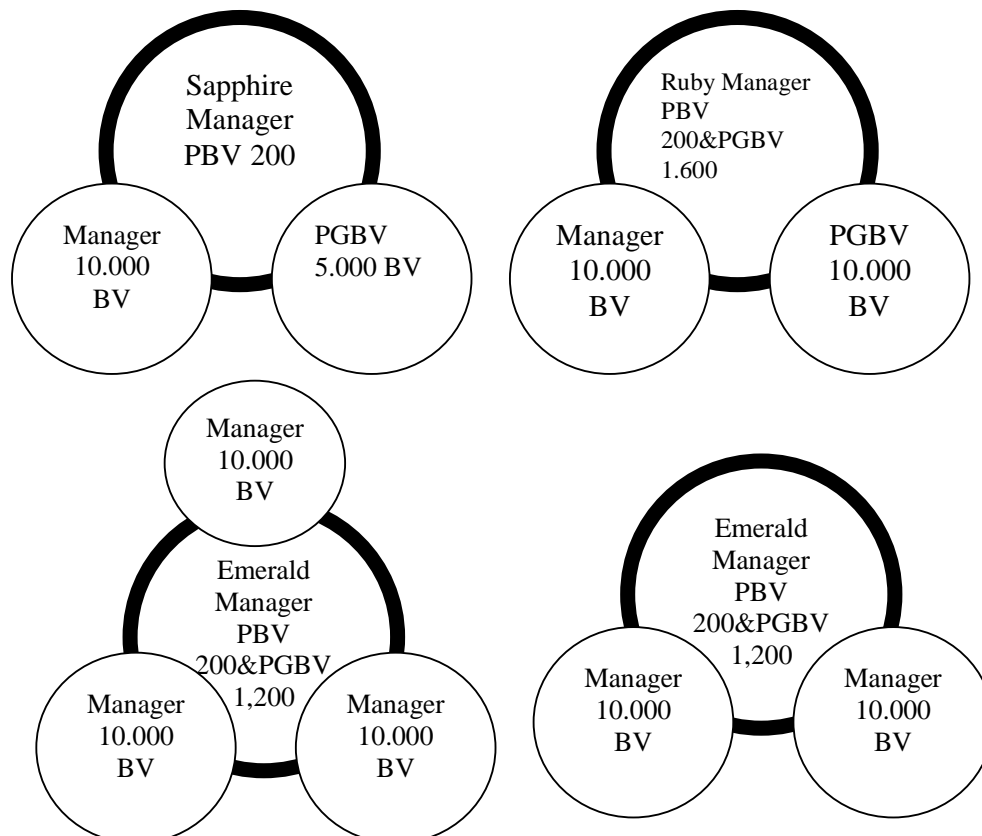 Sapphire
Manager
PBV 200
Manager
10.000
BV
PGBV
5.000 BV
Ruby Manager
PBV
200&PGBV
1.600
Manager
10.000
BV
PGBV
10.000
BV
Manager
10.000
BV
Emerald
Manager
PBV
200&PGBV
1,200
Manager
10.000
BV
Manager
10.000
BV
Emerald
Manager
PBV
200&PGBV
1,200
Manager
10.000
BV
Manager
10.000
BV